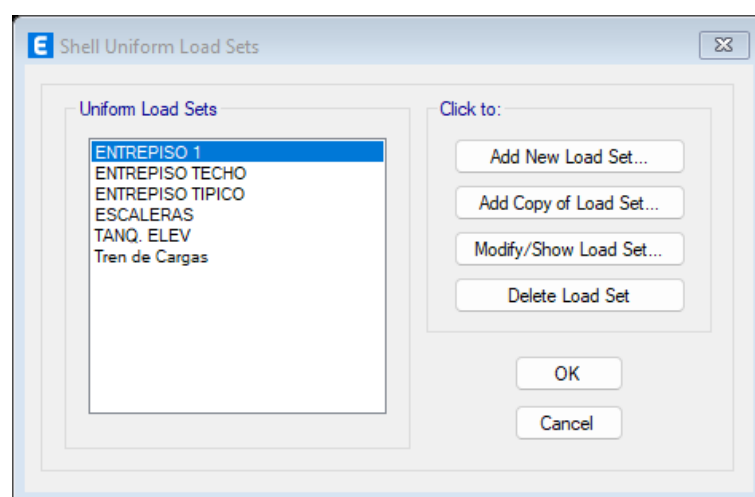 E Shell Uniform Load Sets
Uniform Load Sets
ENTREPISO 1
ENTREPISO TECHO
ENTREPISO TIPICO
ESCALERAS
TANQ. ELEV
Tren de Cargas
Click to:
Add New Load Set...
Add Copy of Load Set...
Modify/Show Load Set...
Delete Load Set
OK
Cancel